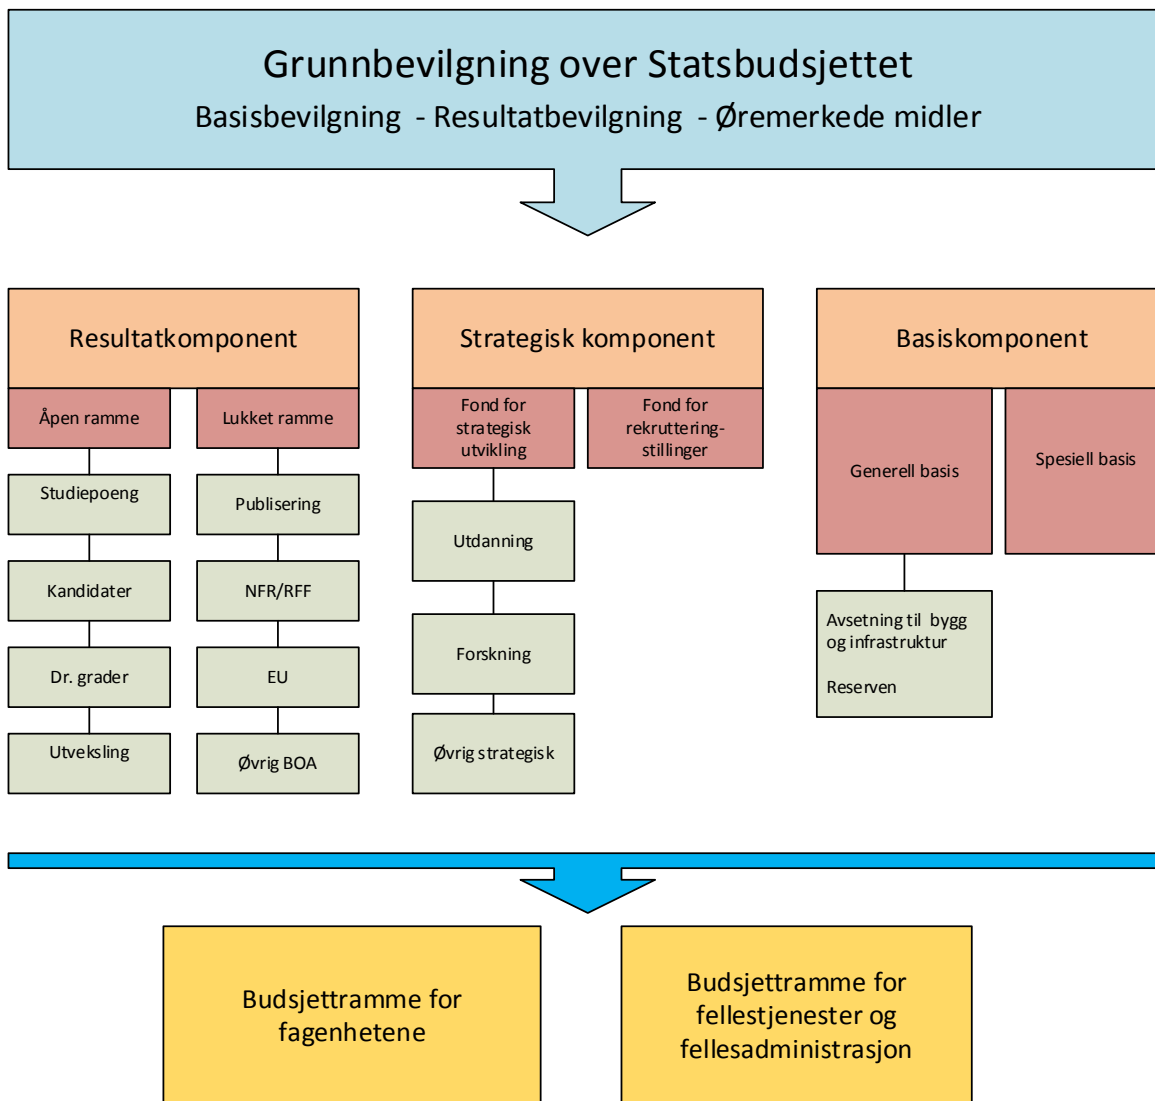 Grunnbevilgning over Statsbudsjettet
Basisbevilgning - Resultatbevilgning - Øremerkede midler
Resultatkomponent
Åpen ramme
Lukket ramme
Studiepoeng
Publisering
Kandidater
NFR/RFF
Dr. grader
EU
Utveksling
Øvrig BOA
Strategisk komponent
Fond for
strategisk
utvikling
Fond for
rekruttering-
stillinger
Utdanning
Forskning
Øvrig strategisk
Basiskomponent
Generell basis
Spesiell basis
Avsetning til bygg
og infrastruktur
Reserven
Budsjettramme for
fagenhetene
Budsjettramme for
fellestjenester og
fellesadministrasjon